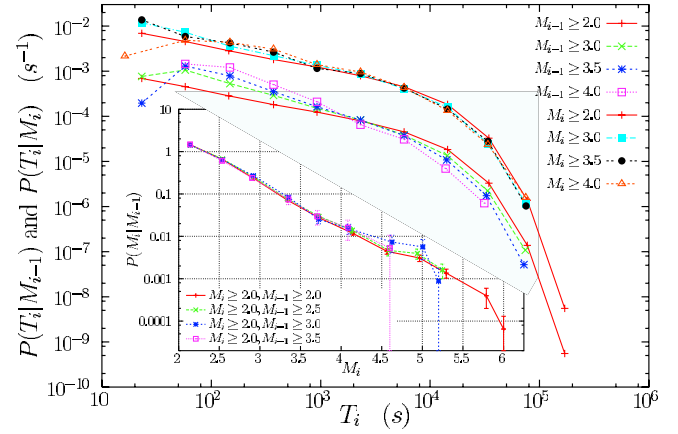 P(T_i|M_{i−1}) and P(T_i|M_i) (s^{−1})
10^{−2}
10^{−3}
10^{−4}
10^{−5}
10^{−6}
10^{−7}
10^{−8}
10^{−9}
10^{−10}
M_{i−1} ≥ 2.0
M_{i−1} ≥ 3.0
M_{i−1} ≥ 3.5
M_{i−1} ≥ 4.0
M_i ≥ 2.0
M_i ≥ 3.0
M_i ≥ 3.5
M_i ≥ 4.0
P(M_i|M_{i−1})
10
1
0.1
0.01
0.001
0.0001
M_i ≥ 2.0, M_{i−1} ≥ 2.0
M_i ≥ 2.0, M_{i−1} ≥ 2.5
M_i ≥ 2.0, M_{i−1} ≥ 3.0
M_i ≥ 2.0, M_{i−1} ≥ 3.5
2 2.5 3 3.5 4 4.5 5 5.5 6
M_i
10 10^2 10^3 10^4 10^5 10^6
T_i (s)